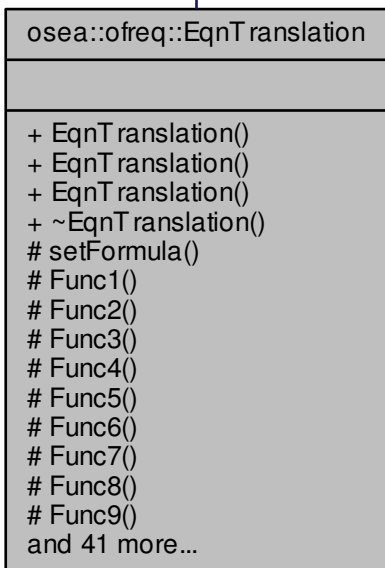 osea::ofreq::EqnTranslation
+ EqnTranslation()
+ EqnTranslation()
+ EqnTranslation()
+ ~EqnTranslation()
# setFormula()
# Func1()
# Func2()
# Func3()
# Func4()
# Func5()
# Func6()
# Func7()
# Func8()
# Func9()
and 41 more...